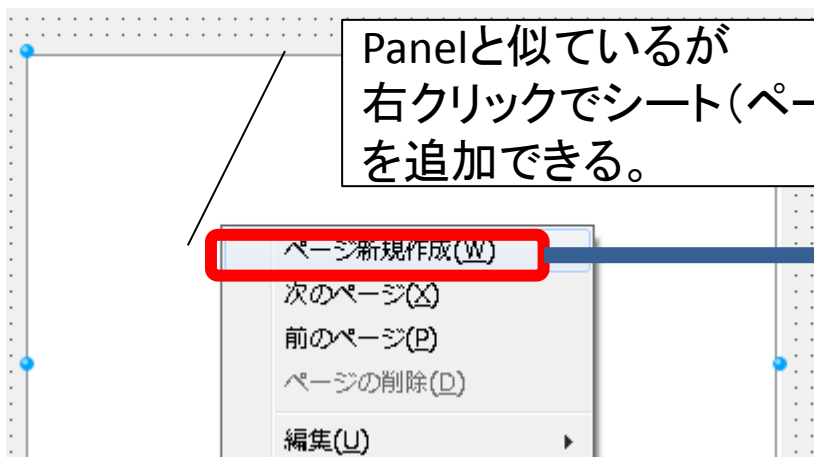 Panelと似ているが
右クリックでシート（ペー
を追加できる。
ページ新規作成(W)
次のページ(X)
前のページ(P)
ページの削除(D)
編集(U)